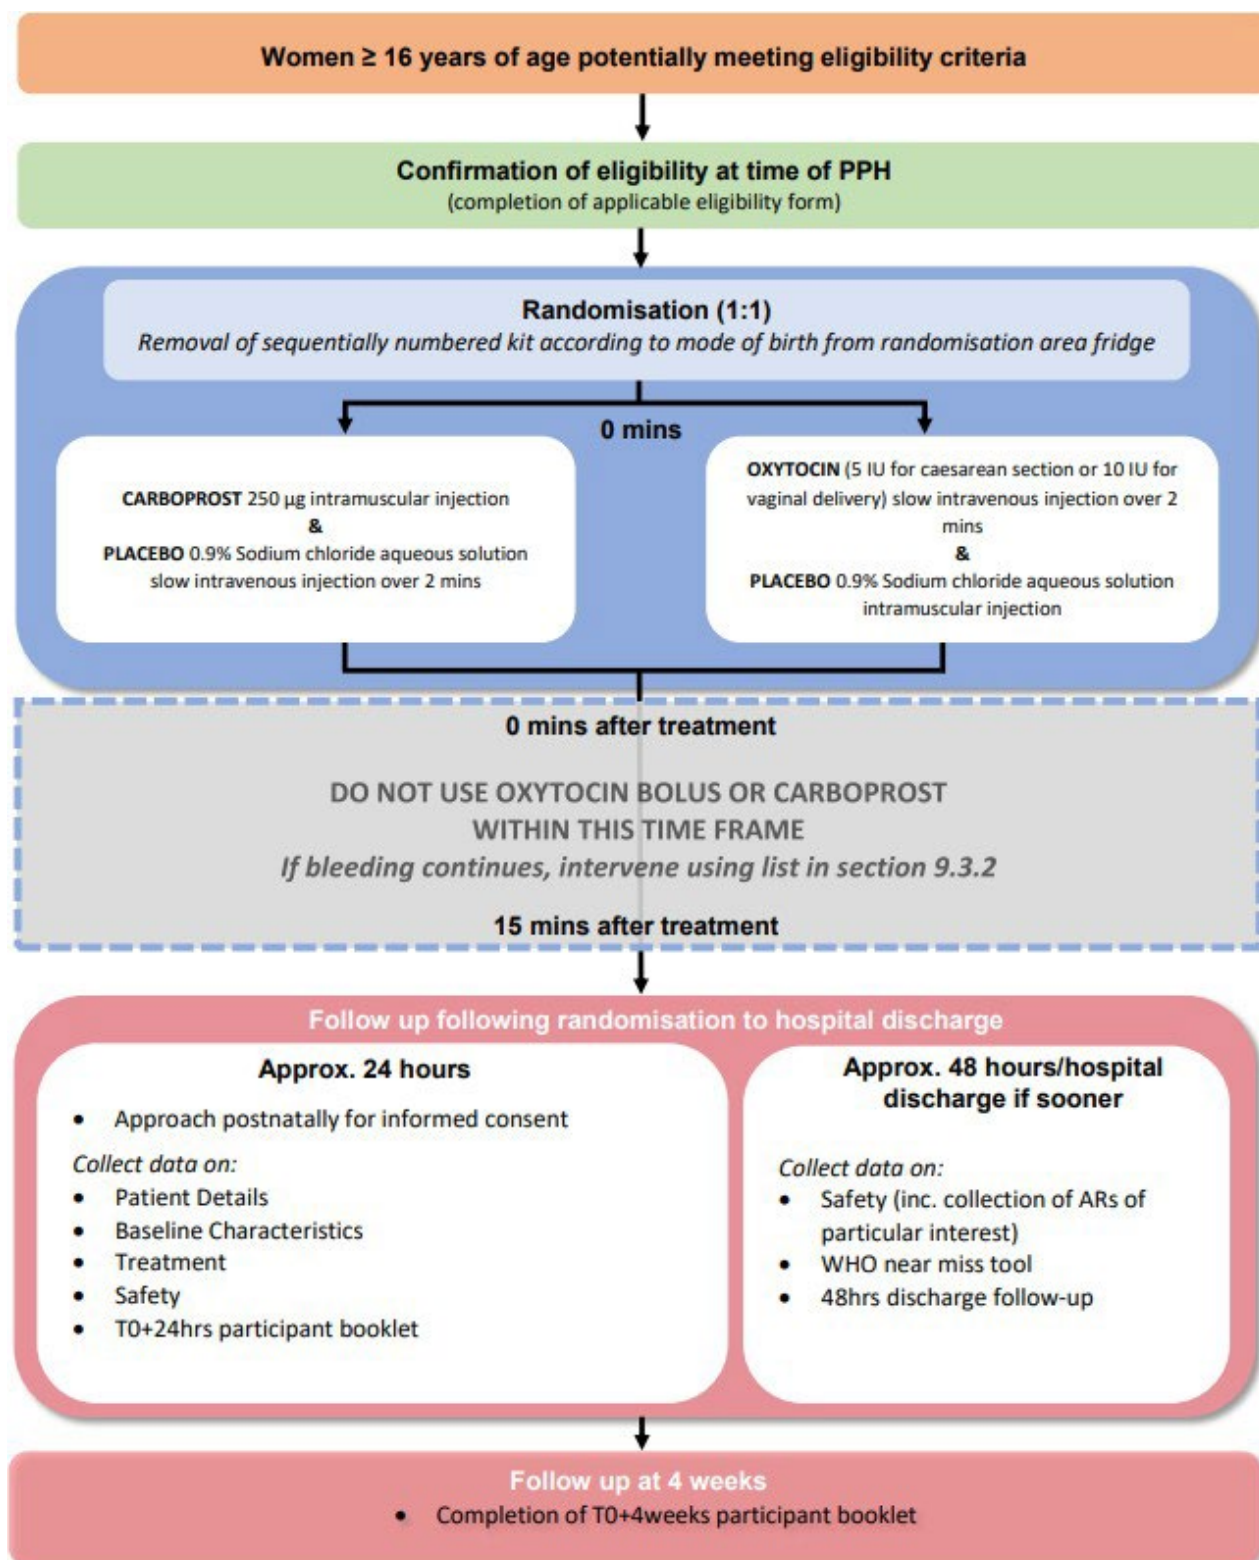 Women ≥ 16 years of age potentially meeting eligibility criteria
Confirmation of eligibility at time of PPH
(completion of applicable eligibility form)
Randomisation (1:1)
Removal of sequentially numbered kit according to mode of birth from randomisation area fridge
0 mins
CARBOPROST 250 µg intramuscular injection
&
PLACEBO 0.9% Sodium chloride aqueous solution
slow intravenous injection over 2 mins
OXYTOCIN (5 IU for caesarean section or 10 IU for
vaginal delivery) slow intravenous injection over 2
mins
&
PLACEBO 0.9% Sodium chloride aqueous solution
intramuscular injection
0 mins after treatment
DO NOT USE OXYTOCIN BOLUS OR CARBOPROST
WITHIN THIS TIME FRAME
If bleeding continues, intervene using list in section 9.3.2
15 mins after treatment
Follow up following randomisation to hospital discharge
Approx. 24 hours
• Approach postnatally for informed consent
Collect data on:
• Patient Details
• Baseline Characteristics
• Treatment
• Safety
• T0+24hrs participant booklet
Approx. 48 hours/hospital
discharge if sooner
Collect data on:
• Safety (inc. collection of ARs of
particular interest)
• WHO near miss tool
• 48hrs discharge follow-up
Follow up at 4 weeks
• Completion of T0+4weeks participant booklet